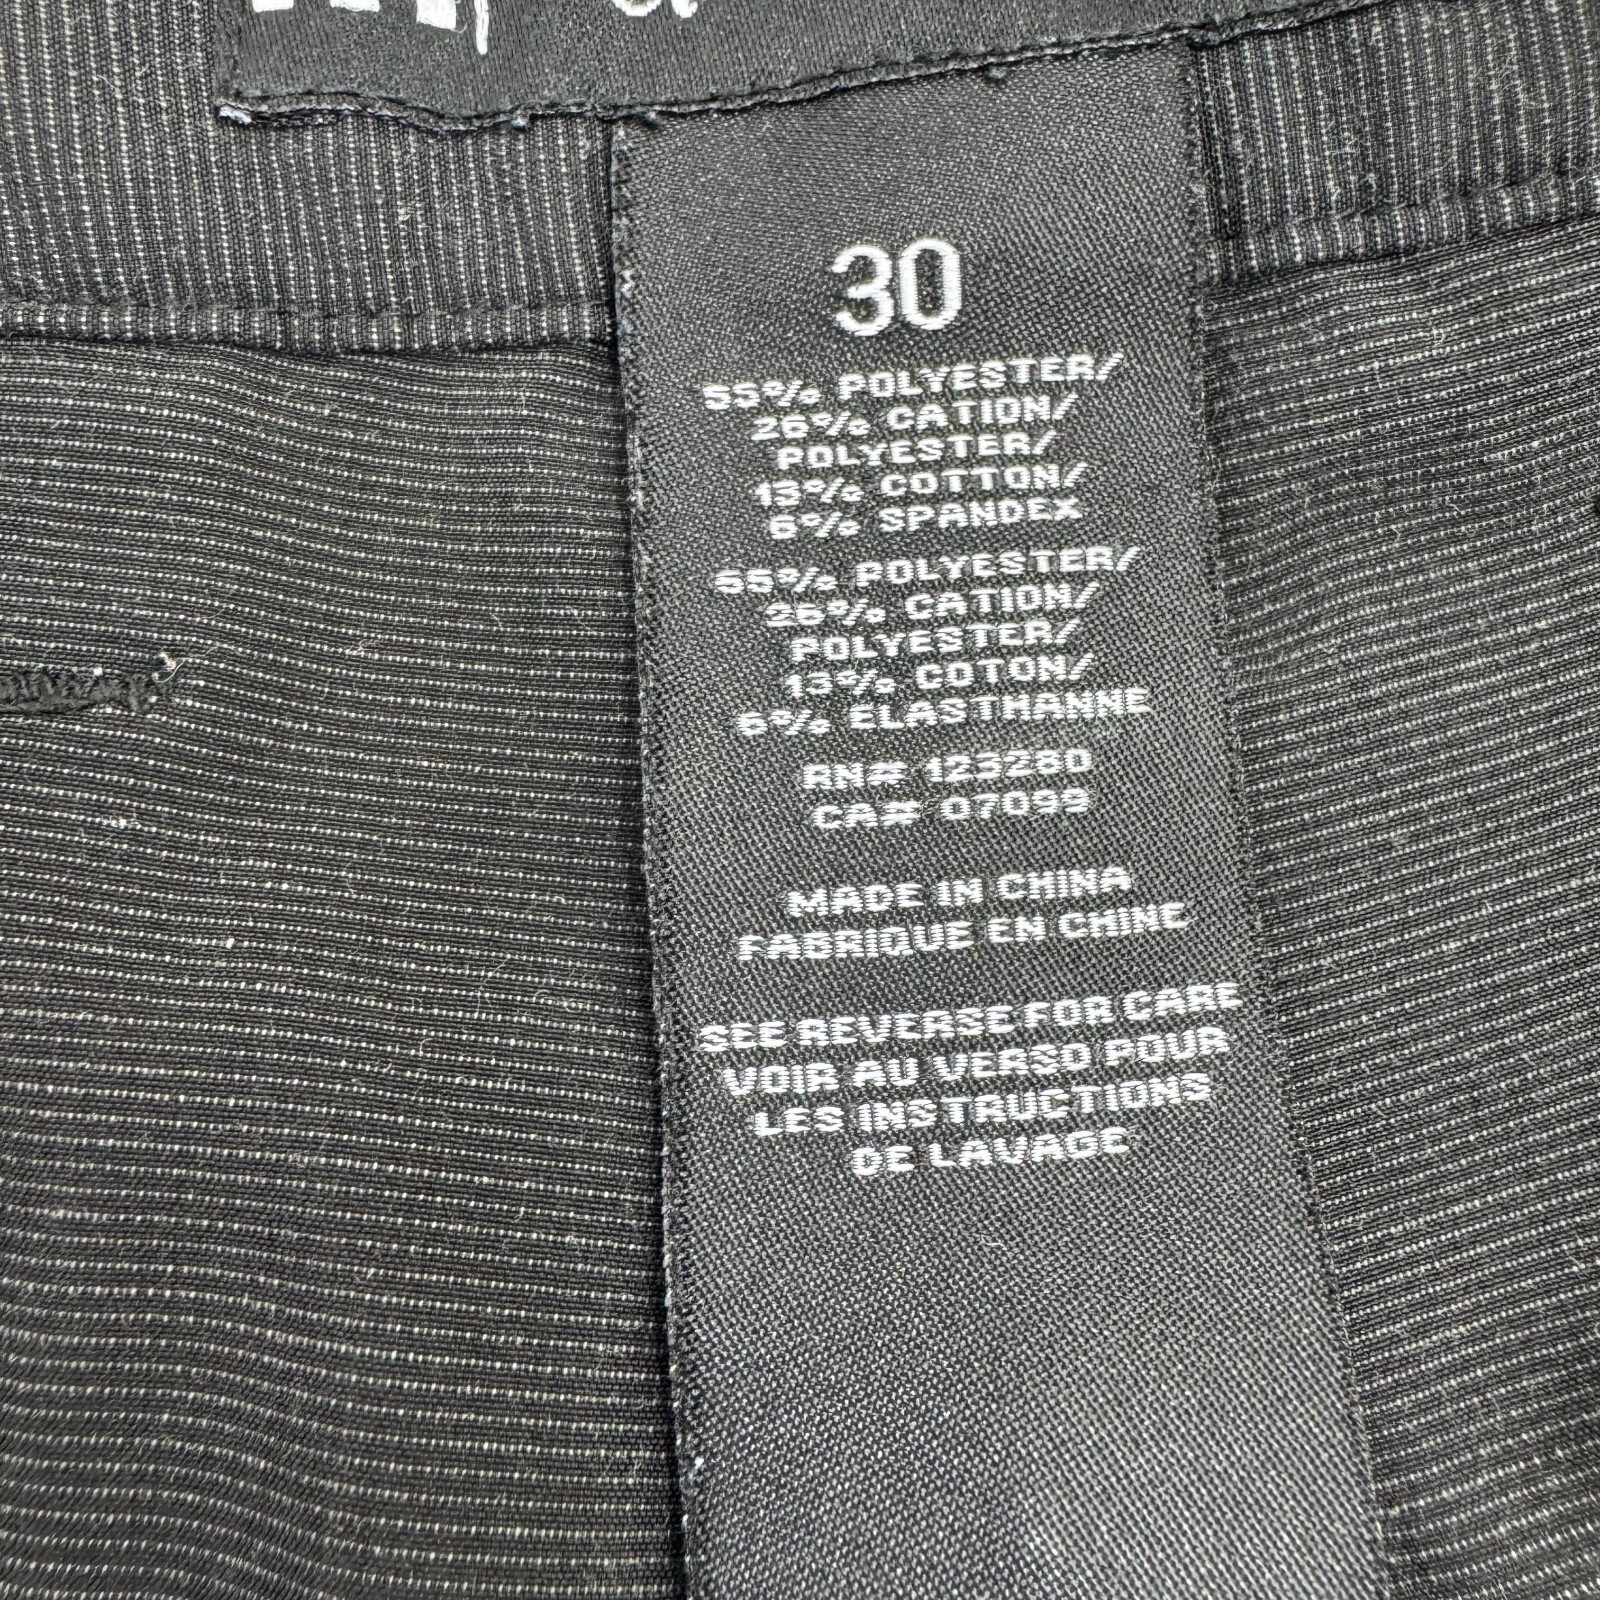 30
55% POLYESTER/
26% CATION/
POLYESTER/
13% COTTON/
6% SPANDEX
55% POLYESTER/
26% CATION/
POLYESTER/
13% COTON/
6% ELASTHANNE
RN# 123280
CA# 07099
MADE IN CHINA
FABRIQUE EN CHINE
SEE REVERSE FOR CARE
VOIR AU VERSO POUR
LES INSTRUCTIONS
DE LAVAGE